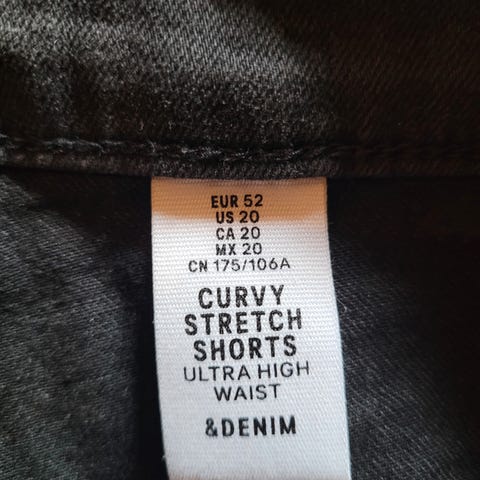 EUR 52
US 20
CA 20
MX 20
CN 175/106A
CURVY
STRETCH
SHORTS
ULTRA HIGH
WAIST
&DENIM